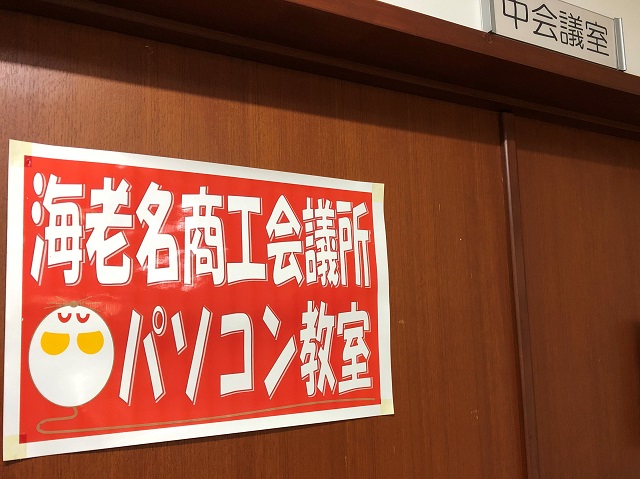 中会議室
海老名商工会議所
パソコン教室